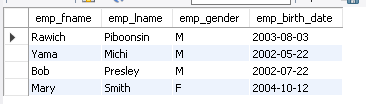 emp_fname emp_lname emp_gender emp_birth_date
Rawich Piboonsin M 2003-08-03
Yama Michi M 2002-05-22
Bob Presley M 2002-07-22
Mary Smith F 2004-10-12